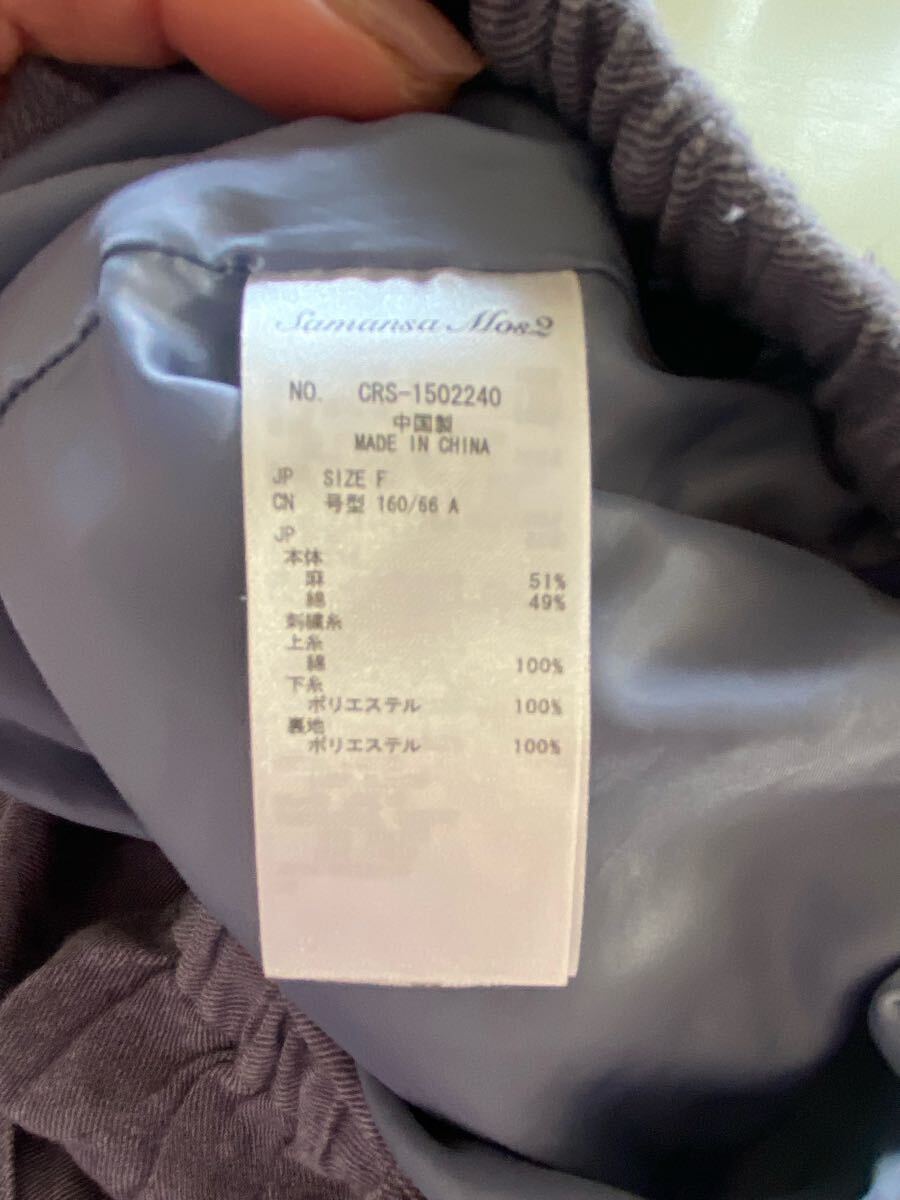 Samansa Mos2
NO. CRS-1502240
中国製
MADE IN CHINA
JP SIZE F
CN 号型 160/66 A
JP
本体
麻 51%
綿 49%
刺繍糸
上糸
綿 100%
下糸
ポリエステル 100%
裏地
ポリエステル 100%